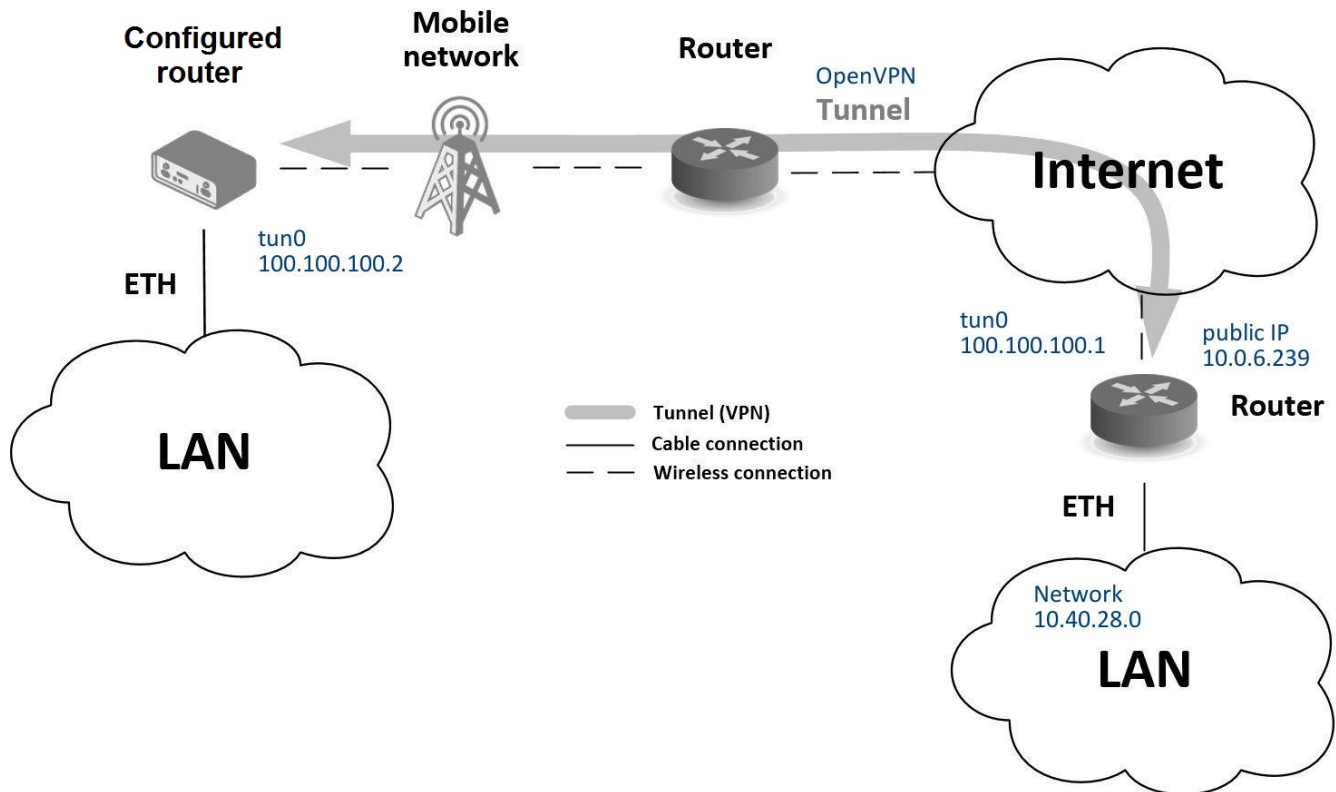 Configured
router
Mobile
network
Router
OpenVPN
Tunnel
Internet
tun0
100.100.100.2
ETH
LAN
tun0
100.100.100.1
public IP
10.0.6.239
Router
Tunnel (VPN)
Cable connection
Wireless connection
ETH
Network
10.40.28.0
LAN